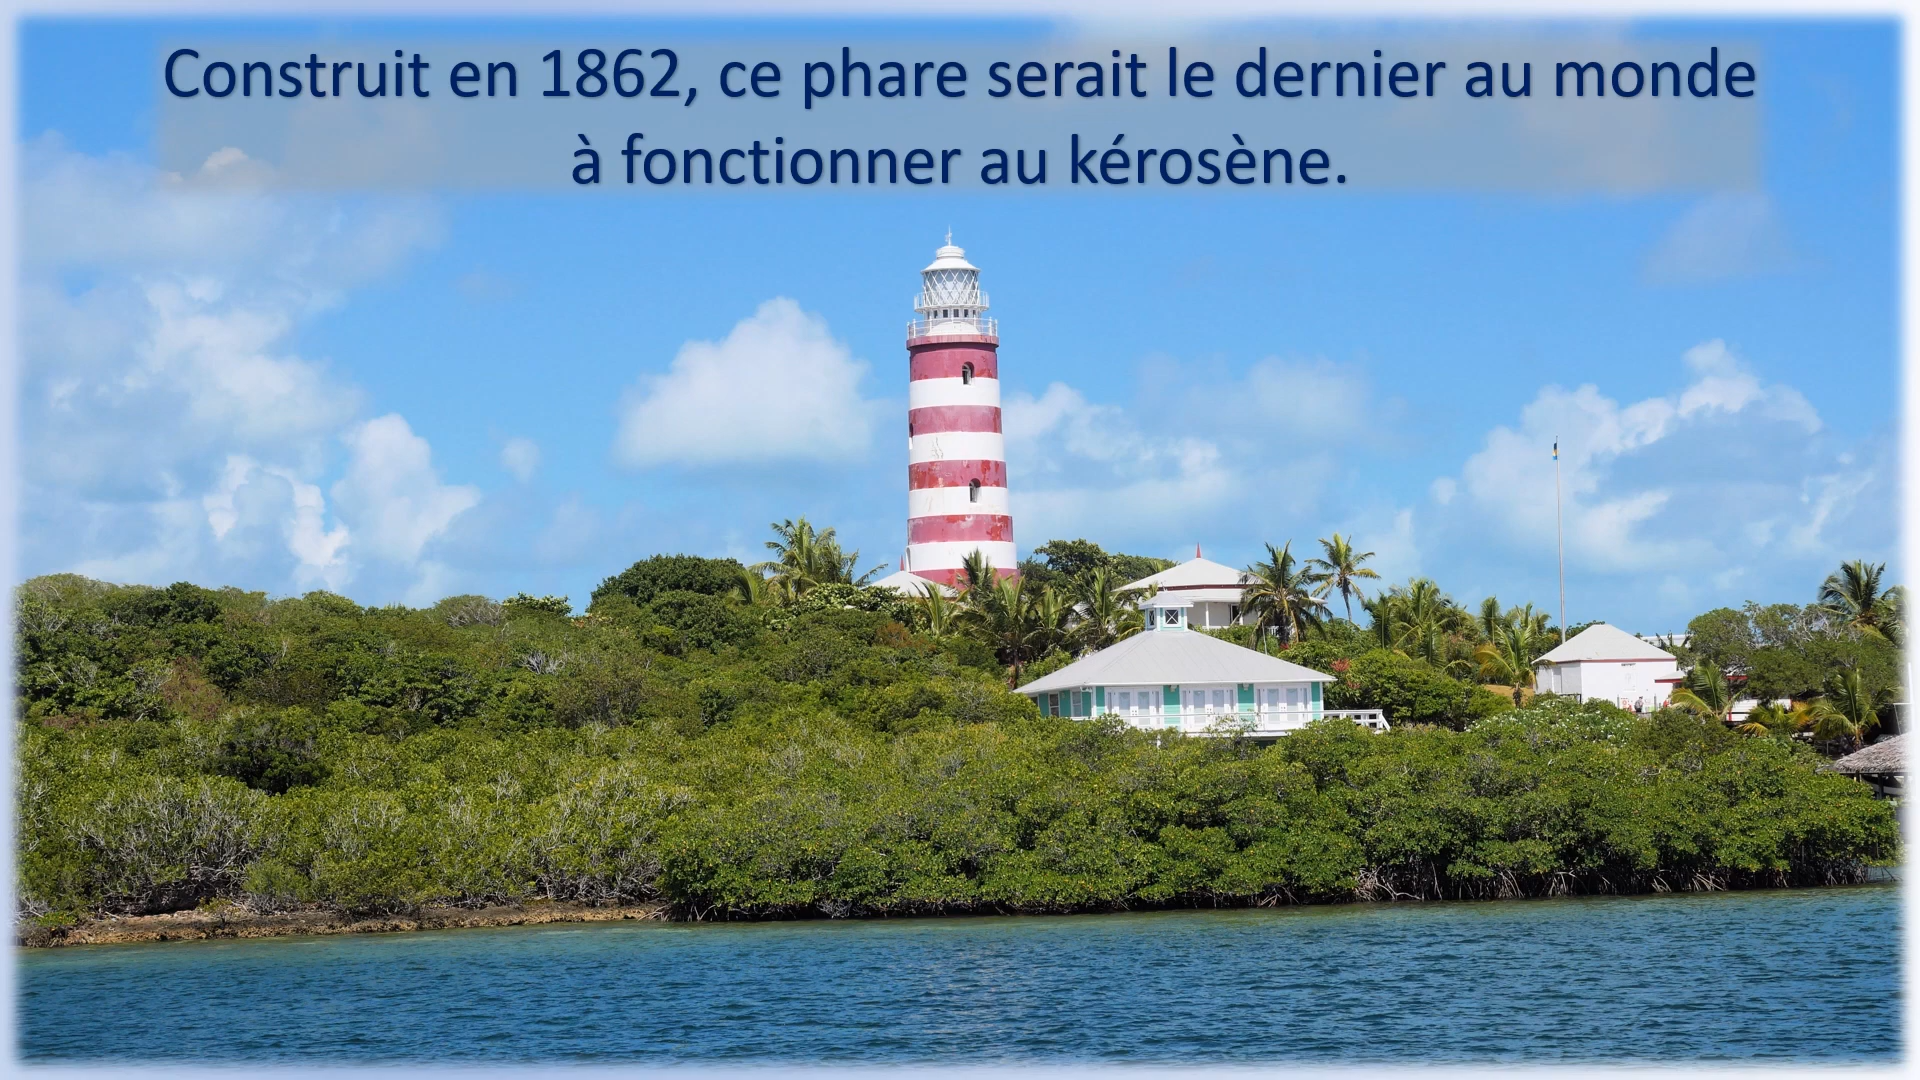 Construit en 1862, ce phare serait le dernier au monde
à fonctionner au kérosène.